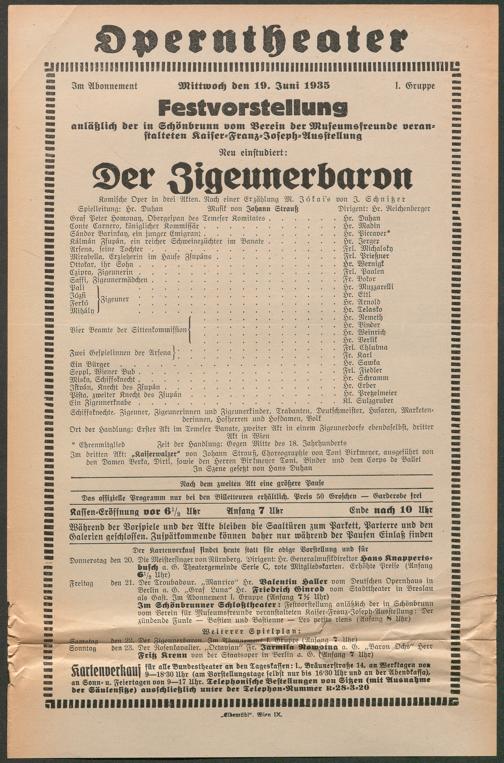 Operntheater
Im Abonnement Mittwoch den 19. Juni 1935 I. Gruppe
Festvorstellung
anläßlich der in Schönbrunn vom Verein der Museumsfreunde veran-
stalteten Kaiser-Franz-Joseph-Ausstellung
Neu einstudiert:
Der Zigeunerbaron
Komische Oper in drei Akten. Nach einer Erzählung M. Jókai's von J. Schnitzer
Spielleitung: Hr. Duhan Musik von Johann Strauß Dirigent: Hr. Reichenberger
Graf Peter Homonay, Obergespan des Temeser Komitates Hr. Duhan
Conte Carnero, königlicher Kommissär Hr. Madin
Sándor Barinkay, ein junger Emigrant Hr. Piccaver*
Kálmán Zsupán, ein reicher Schweinezüchter im Banate Hr. Jerger
Arsena, seine Tochter Frl. Michalsky
Mirabella, Erzieherin im Hause Zsupáns Frl. Prießner
Ottokar, ihr Sohn Hr. Wernigk
Czipra, Zigeunerin Frl. Paalen
Saffi, Zigeunermädchen Fr. Bokor
Pali Hr. Muzzarelli
Józsi Hr. Ettl
Ferkó Zigeuner Hr. Arnold
Mihály Hr. Telasko
Hr. Nemeth
Vier Beamte der Sittenkommission Hr. Binder
Hr. Weinrich
Hr. Verlik
Zwei Gespielinnen der Arsena Frl. Chlubna
Fr. Karl
Ein Bürger Hr. Sawka
Seppl, Wiener Bub Frl. Fiedler
Miska, Schiffsknecht Hr. Schramm
István, Knecht des Zsupán Hr. Erber
Pista, zweiter Knecht des Zsupán Hr. Pretzelmeier
Ein Zigeunerknabe Kl. Sulzgruber
Schiffsknechte, Zigeuner, Zigeunerinnen und Zigeunerkinder, Trabanten, Deutschmeister, Husaren, Marketen-
derinnen, Hofherren und Hofdamen, Volk
Ort der Handlung: Erster Akt im Temeser Banate, zweiter Akt in einem Zigeunerdorfe ebendaselbst, dritter
Akt in Wien
* Ehrenmitglied Zeit der Handlung: Gegen Mitte des 18. Jahrhunderts
Im dritten Akt: „Kaiserwalzer" von Johann Strauß, Choreographie von Toni Birkmeyer, ausgeführt von
den Damen Berka, Dirtl, sowie den Herren Birkmeyer Toni, Binder und dem Corps de Ballet
In Szene gesetzt von Hans Duhan
Nach dem zweiten Akt eine größere Pause
Das offizielle Programm nur bei den Billetteuren erhältlich. Preis 50 Groschen — Garderobe frei
Kassen-Eröffnung vor 6½ Uhr Anfang 7 Uhr Ende nach 10 Uhr
Während der Vorspiele und der Akte bleiben die Saaltüren zum Parkett, Parterre und den
Galerien geschlossen. Zuspätkommende können daher nur während der Pausen Einlaß finden
Der Kartenverkauf findet heute statt für obige Vorstellung und für
Donnerstag den 20. Die Meistersinger von Nürnberg. Dirigent: Hr. Generalmusikdirektor Hans Knapperts-
busch a. G. Theatergemeinde Serie C, rote Mitgliedskarten. Erhöhte Preise (Anfang
6½ Uhr)
Freitag den 21. Der Troubadour. „Manrico" Hr. Valentin Haller vom Deutschen Opernhaus in
Berlin a. G. „Graf Luna" Hr. Friedrich Ginrod vom Stadttheater in Breslau
als Gast. Im Abonnement I. Gruppe (Anfang 7½ Uhr)
Im Schönbrunner Schloßtheater: Festvorstellung anläßlich der in Schönbrunn
vom Verein für Museumsfreunde veranstalteten Kaiser-Franz-Joseph-Ausstellung: Der
zündende Funke — Bastien und Bastienne — Les petits riens (Anfang 8 Uhr)
Weiterer Spielplan:
Samstag den 22. Der Zigeunerbaron. Im Abonnement I. Gruppe (Anfang 7 Uhr)
Sonntag den 23. Der Rosenkavalier. „Octavian" Fr. Jarmila Novotna a. G. „Baron Ochs" Herr
Fritz Krenn von der Staatsoper in Berlin a. G. (Anfang 7 Uhr)
Kartenverkauf für alle Bundestheater an den Tageskassen: I., Bräunerstraße 14, an Werktagen von
9—18·30 Uhr (am Vorstellungstage selbst nur bis 16·30 Uhr und an der Abendkassa),
an Sonn- u. Feiertagen von 9—17 Uhr. Telephonische Bestellungen von Sitzen (mit Ausnahme
der Säulensitze) ausschließlich unter der Telephon-Nummer R-28-3-20
„Elbemühl", Wien IX.